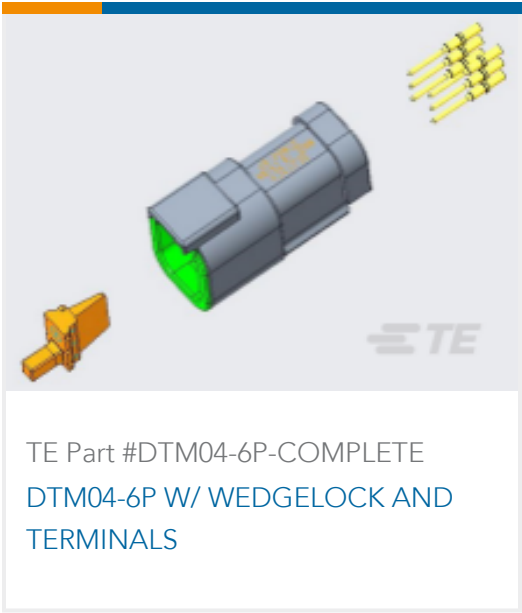 TE
TE Part #DTM04-6P-COMPLETE
DTM04-6P W/ WEDGELOCK AND
TERMINALS